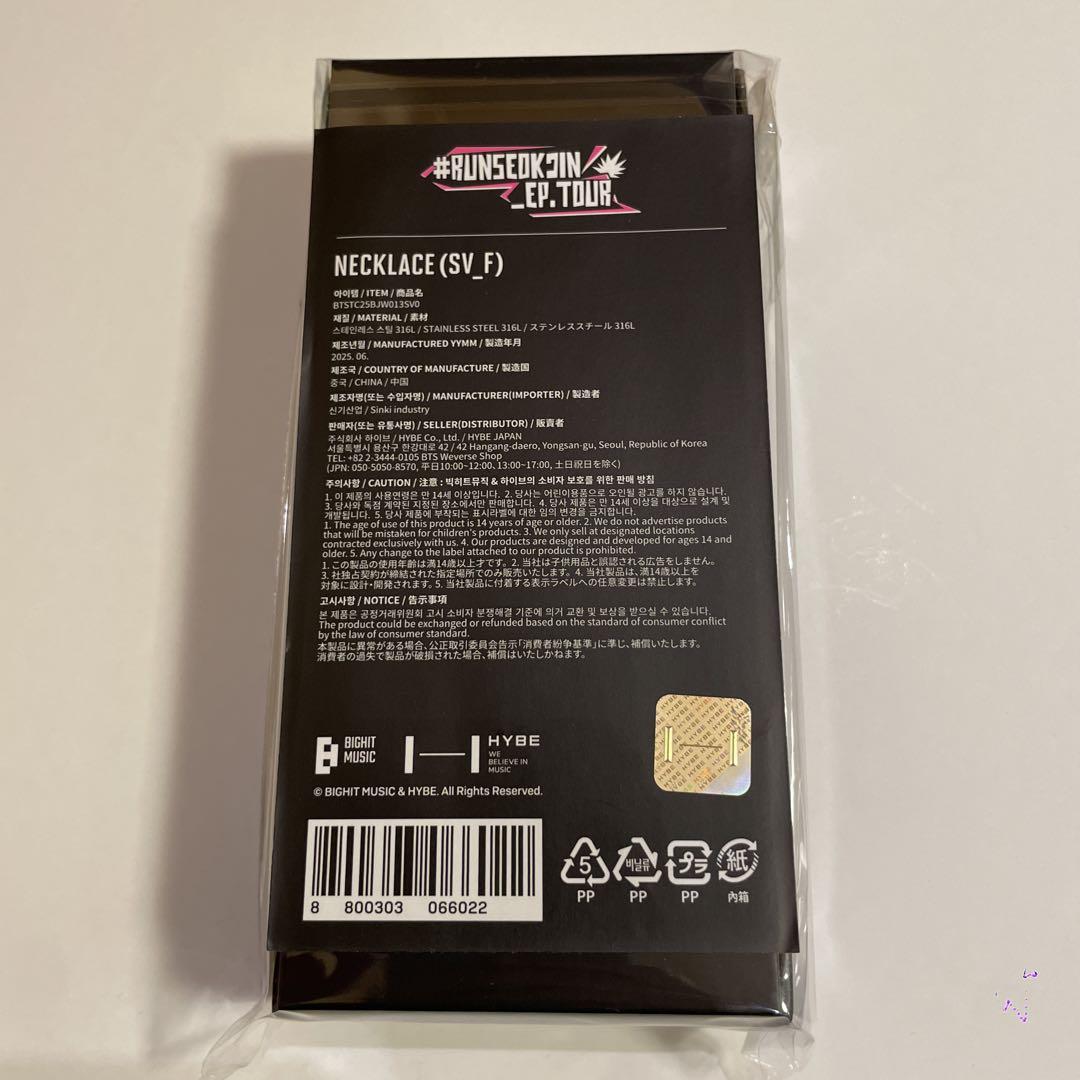 #RUNSEOKJIN
_EP.TOUR
NECKLACE (SV_F)
아이템 / ITEM / 商品名
BTSTC25BJW013SV0
재질 / MATERIAL / 素材
스테인레스 스틸 316L / STAINLESS STEEL 316L / ステンレススチール 316L
제조년월 / MANUFACTURED YYMM / 製造年月
2025. 06.
제조국 / COUNTRY OF MANUFACTURE / 製造国
중국 / CHINA / 中国
제조자명(또는 수입자명) / MANUFACTURER(IMPORTER) / 製造者
신기산업 / Sinki industry
판매자(또는 유통사명) / SELLER(DISTRIBUTOR) / 販売者
주식회사 하이브 / HYBE Co., Ltd. / HYBE JAPAN
서울특별시 용산구 한강대로 42 / 42 Hangang-daero, Yongsan-gu, Seoul, Republic of Korea
TEL: +82 2-3444-0105 BTS Weverse Shop
(JPN: 050-5050-8570, 平日10:00~12:00、13:00~17:00, 土日祝日を除く)
주의사항 / CAUTION / 注意 : 빅히트뮤직 & 하이브의 소비자 보호를 위한 판매 방침
1. 이 제품의 사용연령은 만 14세 이상입니다. 2. 당사는 어린이용품으로 오인될 광고를 하지 않습니다.
3. 당사와 독점 계약된 지정된 장소에서만 판매합니다. 4. 당사 제품은 만 14세 이상을 대상으로 설계 및
개발됩니다. 5. 당사 제품에 부착되는 표시라벨에 대한 임의 변경을 금지합니다.
1. The age of use of this product is 14 years of age or older. 2. We do not advertise products
that will be mistaken for children's products. 3. We only sell at designated locations
contracted exclusively with us. 4. Our products are designed and developed for ages 14 and
older. 5. Any change to the label attached to our product is prohibited.
1. この製品の使用年齢は満14歳以上です。2. 当社は子供用品と誤認される広告をしません。
3. 社独占契約が締結された指定場所でのみ販売いたします。4. 当社製品は、満14歳以上を
対象に設計・開発されます。5. 当社製品に付着する表示ラベルへの任意変更は禁止します。
고시사항 / NOTICE / 告示事項
본 제품은 공정거래위원회 고시 소비자 분쟁해결 기준에 의거 교환 및 보상을 받으실 수 있습니다.
The product could be exchanged or refunded based on the standard of consumer conflict
by the law of consumer standard.
本製品に異常がある場合、公正取引委員会告示「消費者紛争基準」に準じ、補償いたします。
消費者の過失で製品が破損された場合、補償はいたしかねます。
BIGHIT
MUSIC
HYBE
WE
BELIEVE IN
MUSIC
© BIGHIT MUSIC & HYBE. All Rights Reserved.
8 800303 066022
5
PP
비닐류
PP
プラ
PP
紙
內箱